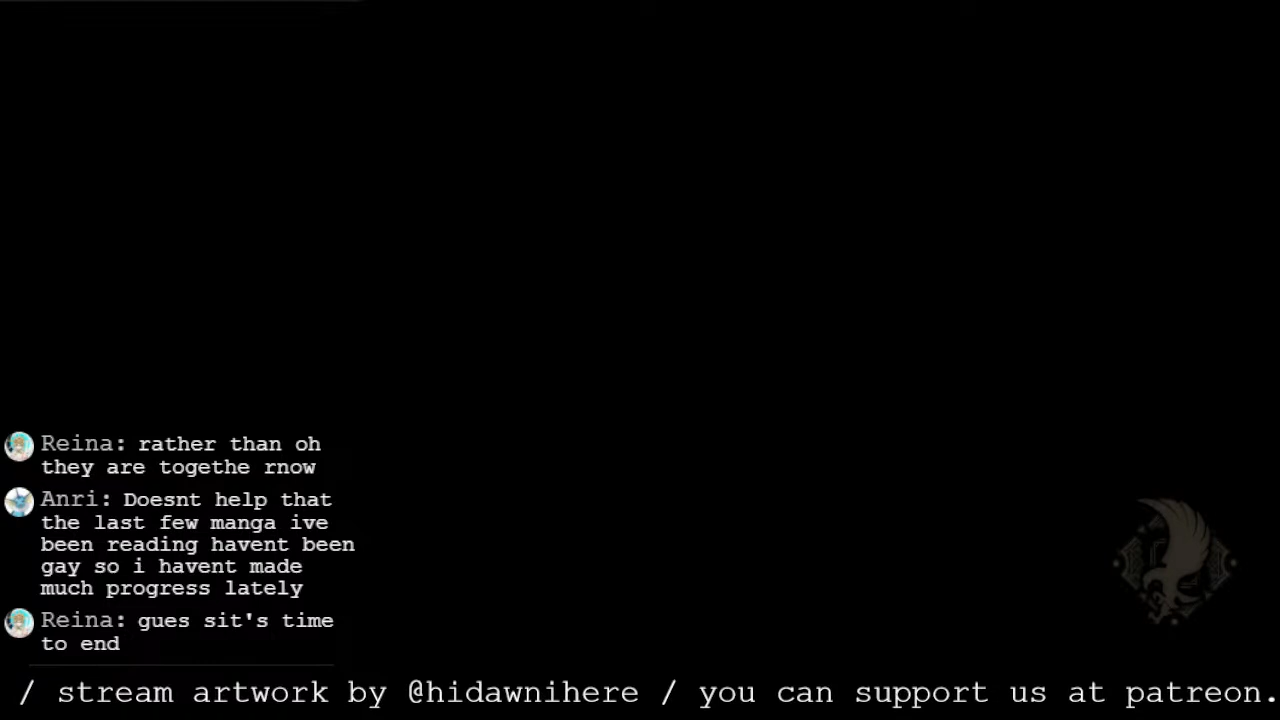 Reina: rather than oh
they are togethe rnow
Anri: Doesnt help that
the last few manga ive
been reading havent been
gay so i havent made
much progress lately
Reina: gues sit's time
to end
/ stream artwork by @hidawnihere / you can support us at patreon.